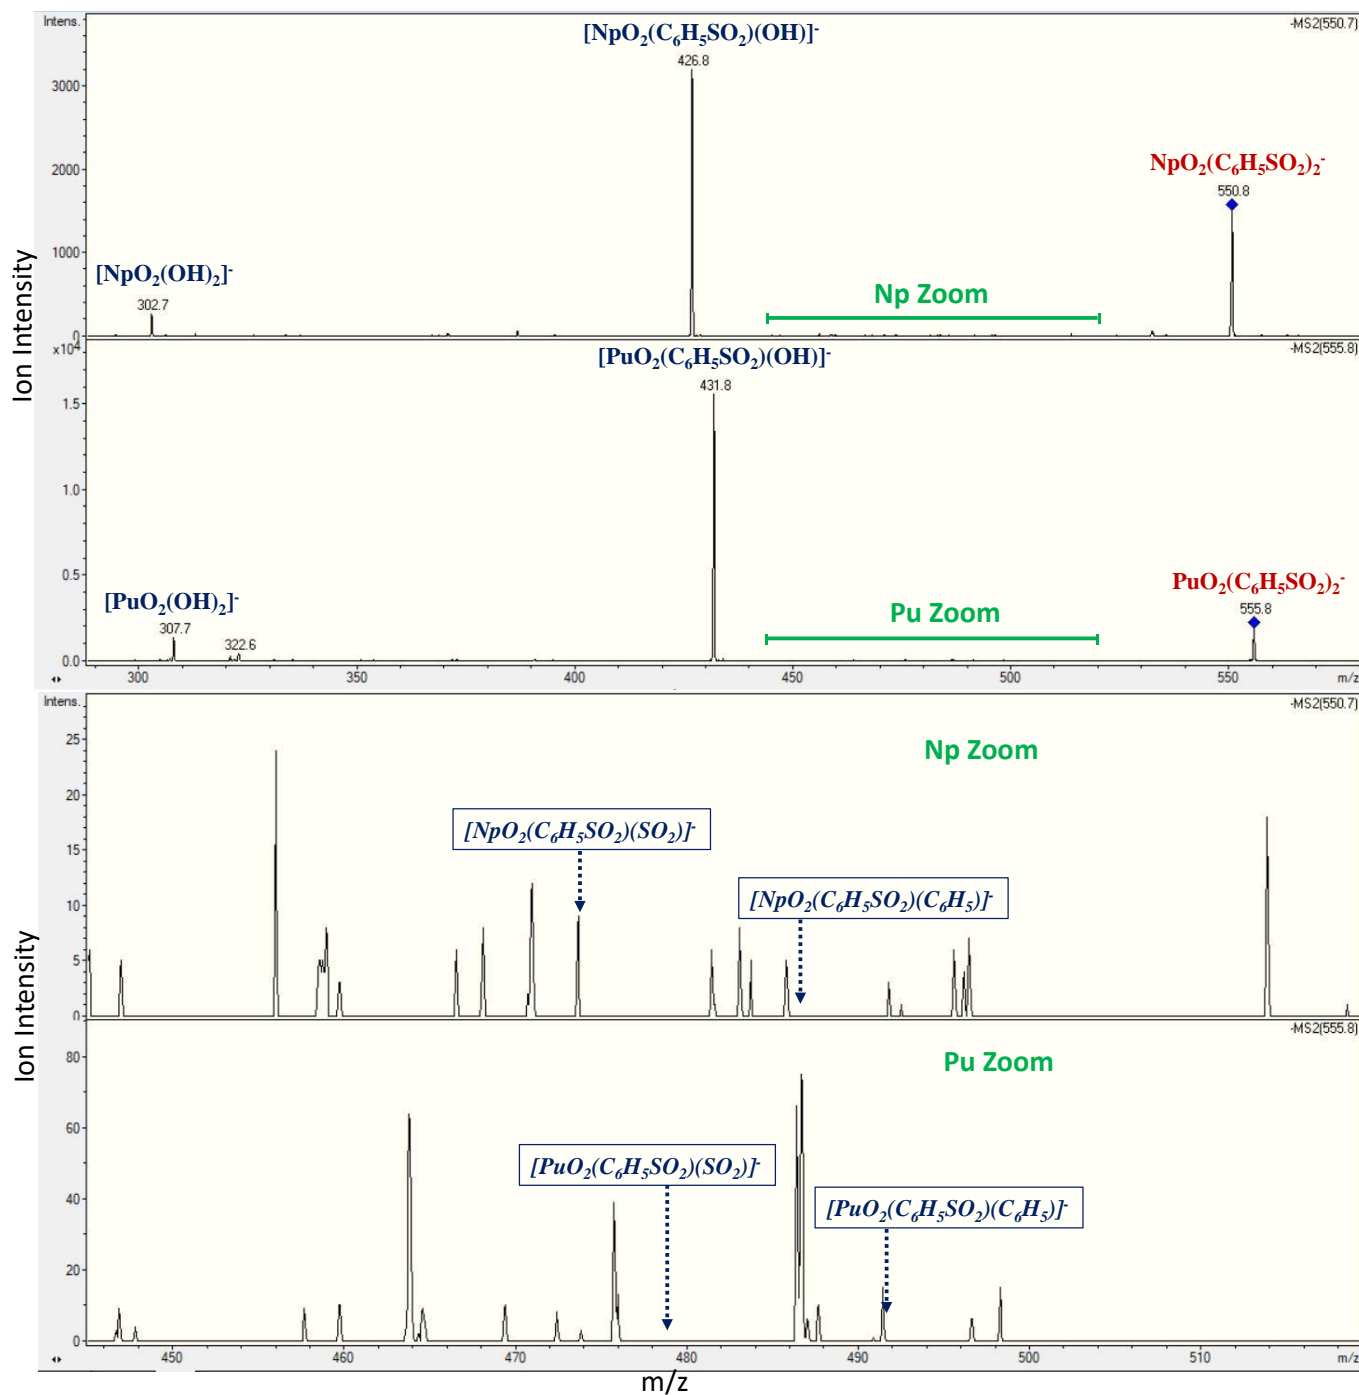 Intens.
-MS2(550.7)
[NpO₂(C₆H₅SO₂)(OH)]⁻
426.8
3000
NpO₂(C₆H₅SO₂)₂⁻
550.8
2000
1000
[NpO₂(OH)₂]⁻
302.7
Np Zoom
0
Ion Intensity
x10⁴
-MS2(555.8)
[PuO₂(C₆H₅SO₂)(OH)]⁻
431.8
1.5
1.0
0.5
PuO₂(C₆H₅SO₂)₂⁻
555.8
[PuO₂(OH)₂]⁻
307.7
322.6
Pu Zoom
0.0
300 350 400 450 500 550 m/z
Intens.
-MS2(550.7)
Np Zoom
25
20
[NpO₂(C₆H₅SO₂)(SO₂)]⁻
15
[NpO₂(C₆H₅SO₂)(C₆H₅)]⁻
10
5
0
Ion Intensity
-MS2(555.8)
Pu Zoom
80
60
[PuO₂(C₆H₅SO₂)(SO₂)]⁻
40
[PuO₂(C₆H₅SO₂)(C₆H₅)]⁻
20
0
450 460 470 480 490 500 510 m/z
m/z